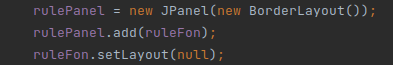 rulePanel = new JPanel(new BorderLayout());
rulePanel.add(ruleFon);
ruleFon.setLayout(null);